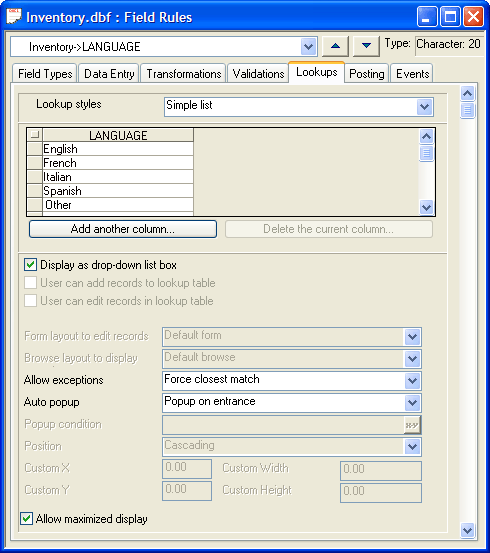 Inventory.dbf : Field Rules
Inventory->LANGUAGE Type: Character: 20
Field Types Data Entry Transformations Validations Lookups Posting Events
Lookup styles Simple list
LANGUAGE
English
French
Italian
Spanish
Other
Add another column... Delete the current column...
Display as drop-down list box
User can add records to lookup table
User can edit records in lookup table
Form layout to edit records Default form
Browse layout to display Default browse
Allow exceptions Force closest match
Auto popup Popup on entrance
Popup condition
Position Cascading
Custom X 0.00 Custom Width 0.00
Custom Y 0.00 Custom Height 0.00
Allow maximized display